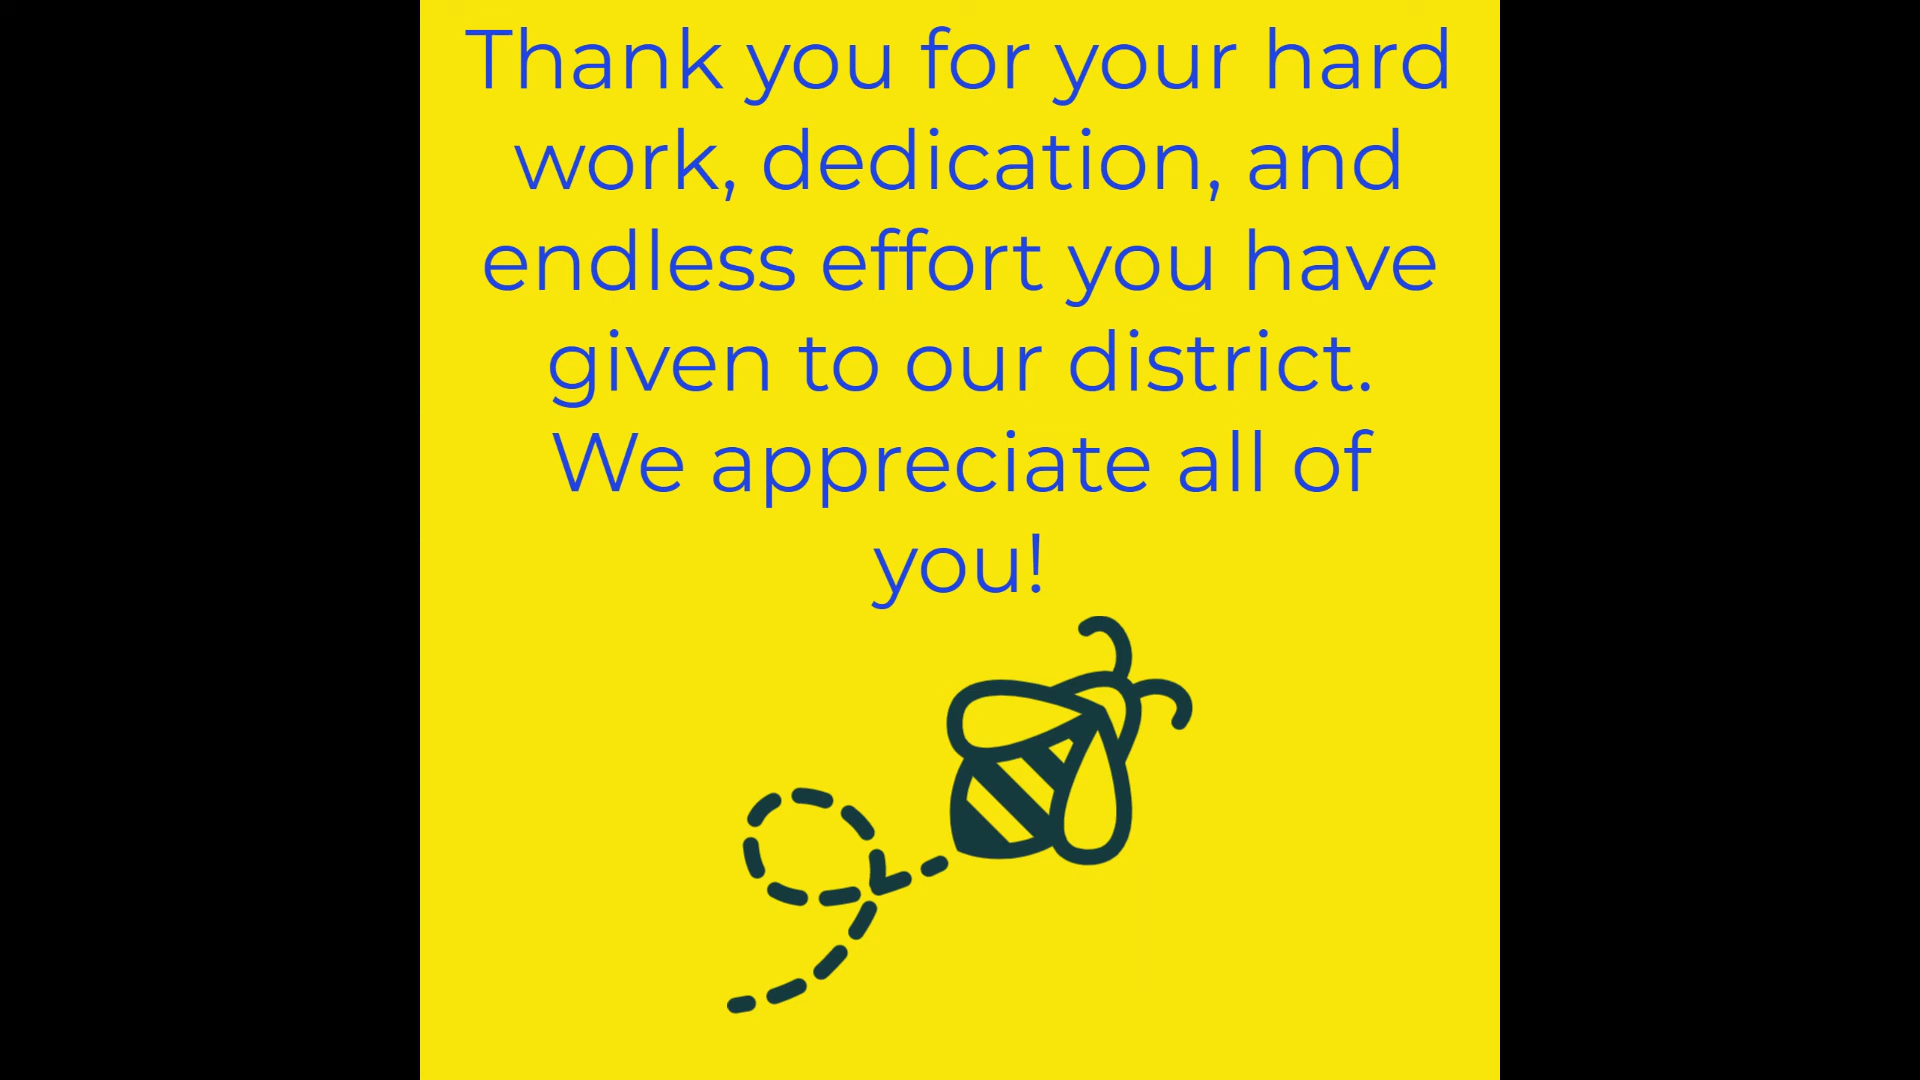 Thank you for your hard
work, dedication, and
endless effort you have
given to our district.
We appreciate all of
you!